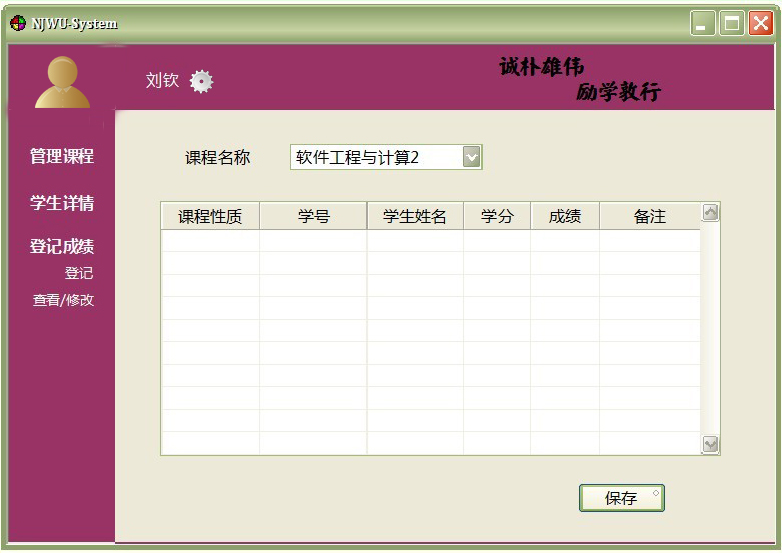 NJWU-System
刘钦
诚朴雄伟
励学敦行
管理课程
学生详情
登记成绩
登记
查看/修改
课程名称 软件工程与计算2
课程性质 学号 学生姓名 学分 成绩 备注
保存